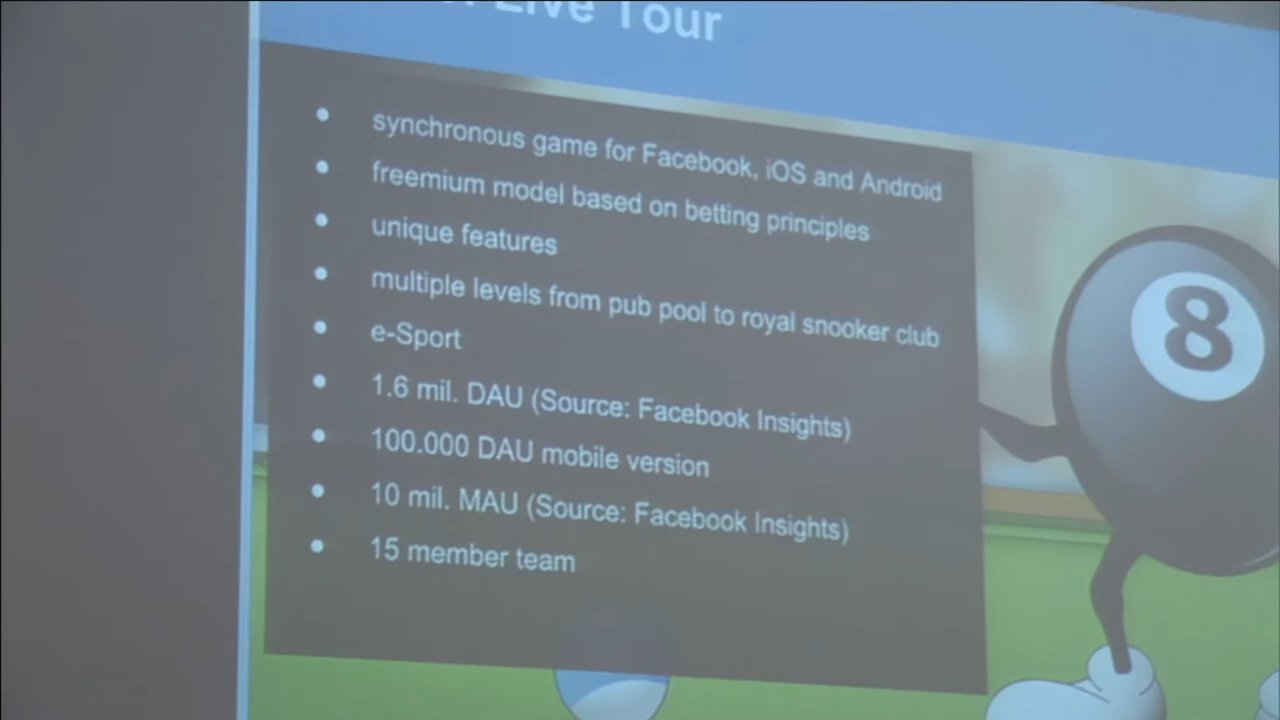 Live Tour
• synchronous game for Facebook, iOS and Android
• freemium model based on betting principles
• unique features
• multiple levels from pub pool to royal snooker club
• e-Sport
• 1.6 mil. DAU (Source: Facebook Insights)
• 100.000 DAU mobile version
• 10 mil. MAU (Source: Facebook Insights)
• 15 member team
8